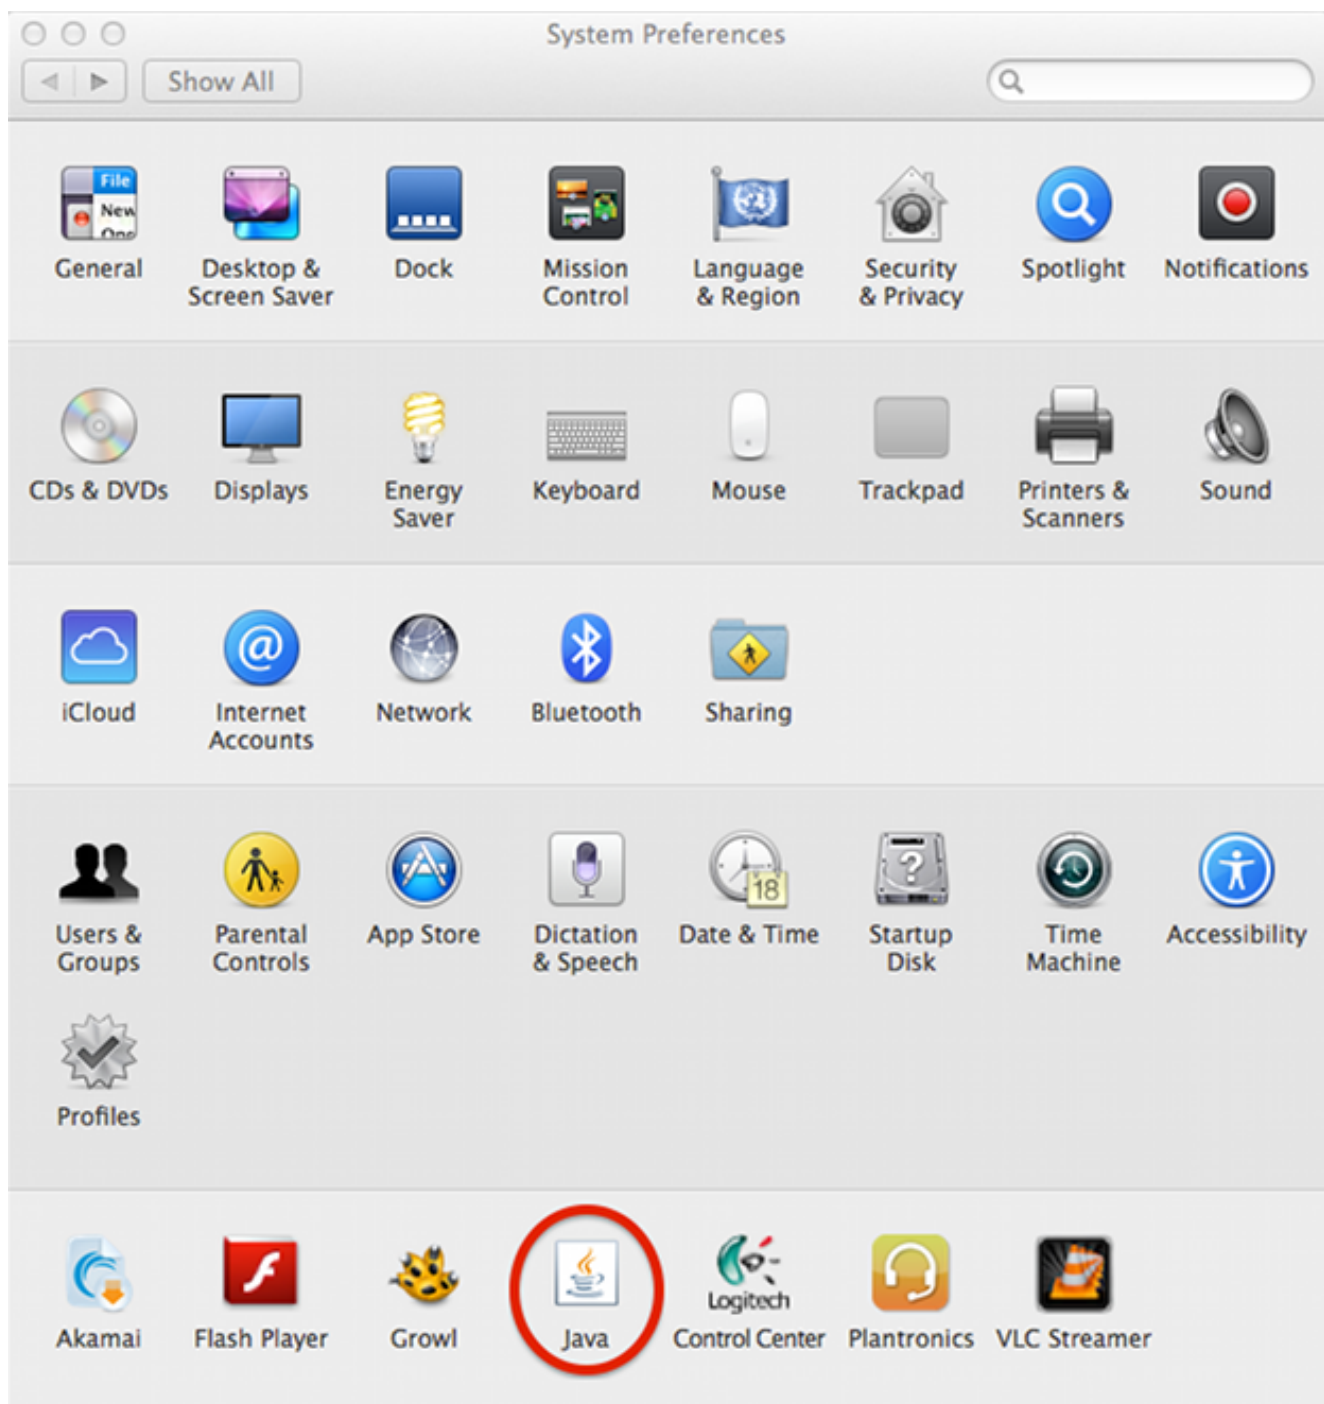 System Preferences
Show All
File
New
General
Desktop &
Screen Saver
Dock
Mission
Control
Language
& Region
Security
& Privacy
Spotlight
Notifications
CDs & DVDs
Displays
Energy
Saver
Keyboard
Mouse
Trackpad
Printers &
Scanners
Sound
iCloud
@
Internet
Accounts
Network
Bluetooth
Sharing
Users &
Groups
Parental
Controls
App Store
Dictation
& Speech
18
Date & Time
?
Startup
Disk
Time
Machine
Accessibility
Profiles
Akamai
Flash Player
Growl
Java
Logitech
Control Center
Plantronics
VLC Streamer